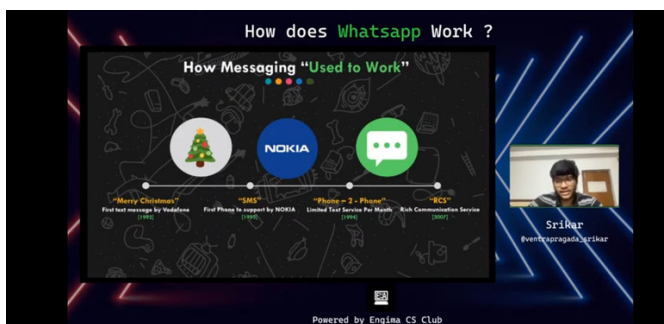 How does Whatsapp Work ?
How Messaging “Used to Work”
NOKIA
“Merry Christmas” “SMS” “Phone – 2 - Phone” “RCS”
First text message by Vodafone First Phone to support by NOKIA Limited Text Service Per Month Rich Communication Service
[1994] [2007]
Srikar
@ventrapragada_srikar
Powered by Engima CS Club